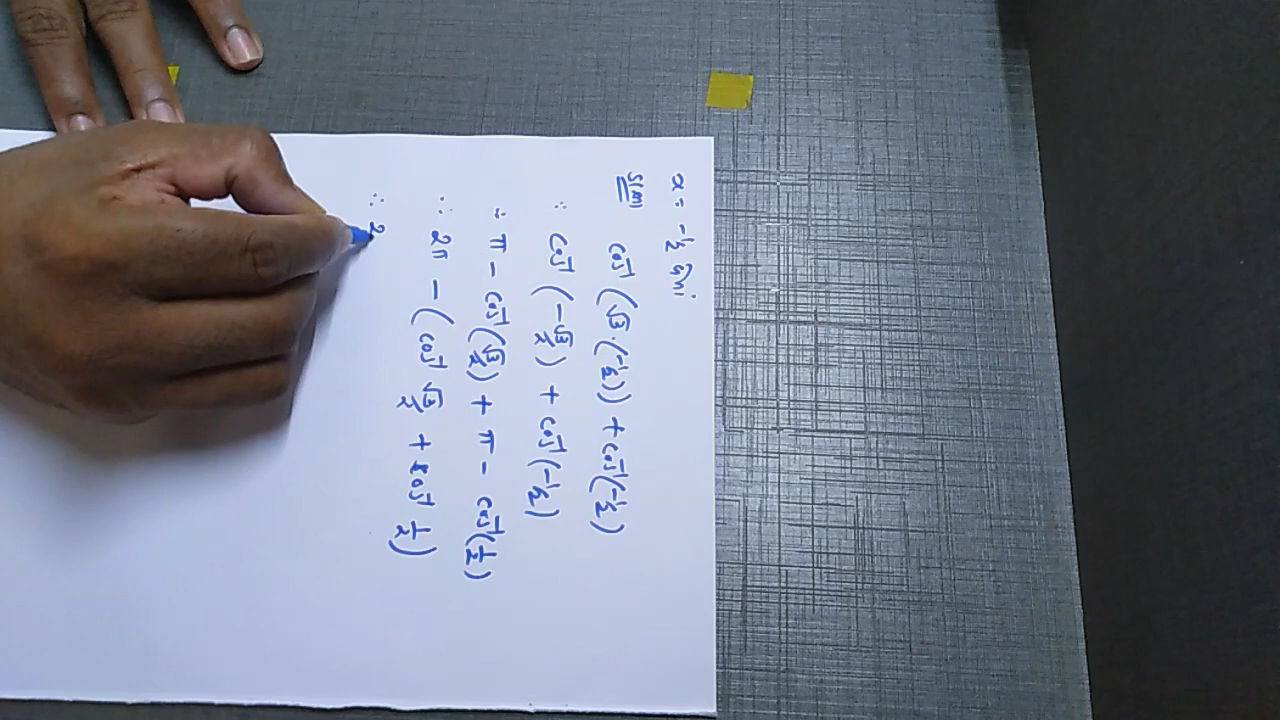 x = -1/2
cos⁻¹(√3·(-1/2)) + cos⁻¹(-1/2)
∴ cos⁻¹(-√3/2) + cos⁻¹(-1/2)
∴ π - cos⁻¹(√3/2) + π - cos⁻¹(1/2)
∴ 2π - (cos⁻¹ √3/2 + cos⁻¹ 1/2)
∴ 2